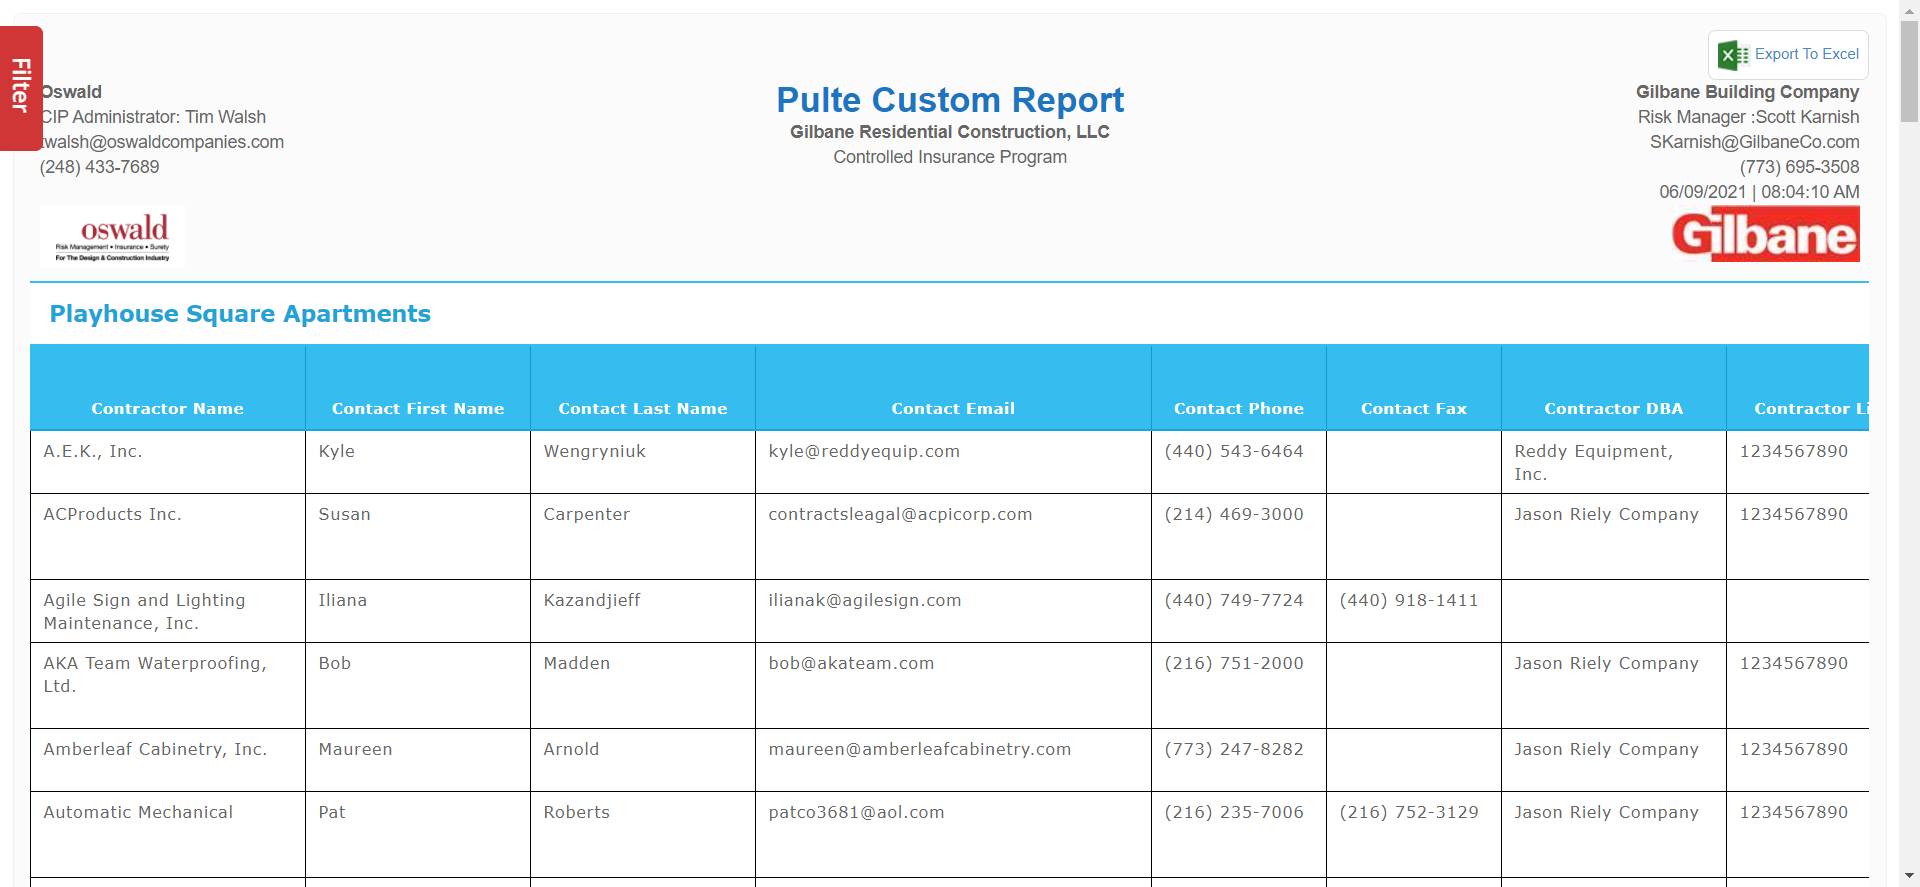 Filter
Export To Excel
Oswald
CIP Administrator: Tim Walsh
twalsh@oswaldcompanies.com
(248) 433-7689
oswald
Risk Management • Insurance • Surety
For The Design & Construction Industry
Pulte Custom Report
Gilbane Residential Construction, LLC
Controlled Insurance Program
Gilbane Building Company
Risk Manager :Scott Karnish
SKarnish@GilbaneCo.com
(773) 695-3508
06/09/2021 | 08:04:10 AM
Gilbane
Playhouse Square Apartments
Contractor Name Contact First Name Contact Last Name Contact Email Contact Phone Contact Fax Contractor DBA Contractor Li
A.E.K., Inc. Kyle Wengryniuk kyle@reddyequip.com (440) 543-6464 Reddy Equipment, 1234567890
Inc.
ACProducts Inc. Susan Carpenter contractsleagal@acpicorp.com (214) 469-3000 Jason Riely Company 1234567890
Agile Sign and Lighting Iliana Kazandjieff ilianak@agilesign.com (440) 749-7724 (440) 918-1411
Maintenance, Inc.
AKA Team Waterproofing, Bob Madden bob@akateam.com (216) 751-2000 Jason Riely Company 1234567890
Ltd.
Amberleaf Cabinetry, Inc. Maureen Arnold maureen@amberleafcabinetry.com (773) 247-8282 Jason Riely Company 1234567890
Automatic Mechanical Pat Roberts patco3681@aol.com (216) 235-7006 (216) 752-3129 Jason Riely Company 1234567890